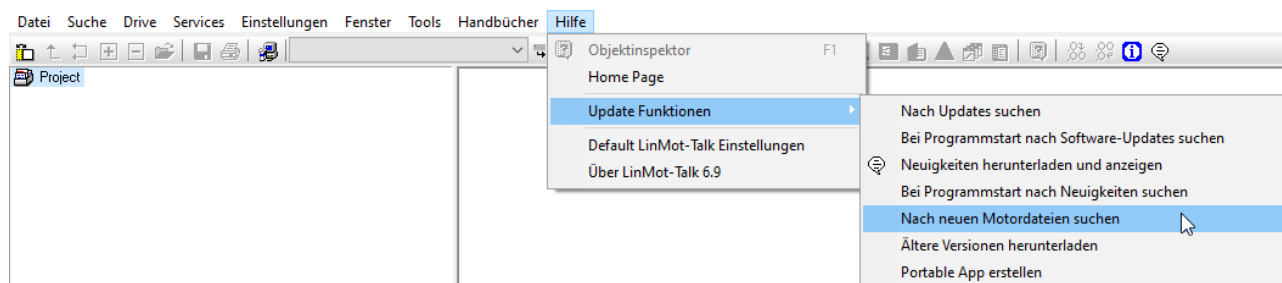 Datei Suche Drive Services Einstellungen Fenster Tools Handbücher Hilfe
Objektinspektor F1
Project
Home Page
Update Funktionen
Nach Updates suchen
Bei Programmstart nach Software-Updates suchen
Default LinMot-Talk Einstellungen
Neuigkeiten herunterladen und anzeigen
Über LinMot-Talk 6.9
Bei Programmstart nach Neuigkeiten suchen
Nach neuen Motordateien suchen
Ältere Versionen herunterladen
Portable App erstellen